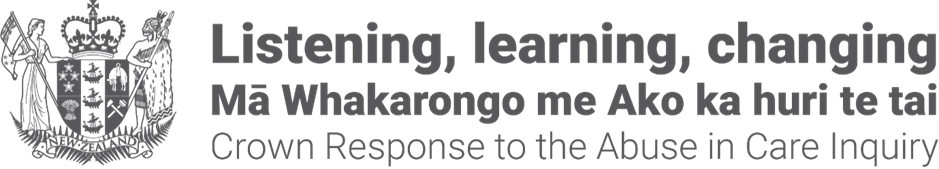 Listening, learning, changing
Mā Whakarongo me Ako ka huri te tai
Crown Response to the Abuse in Care Inquiry
NEW ZEALAND